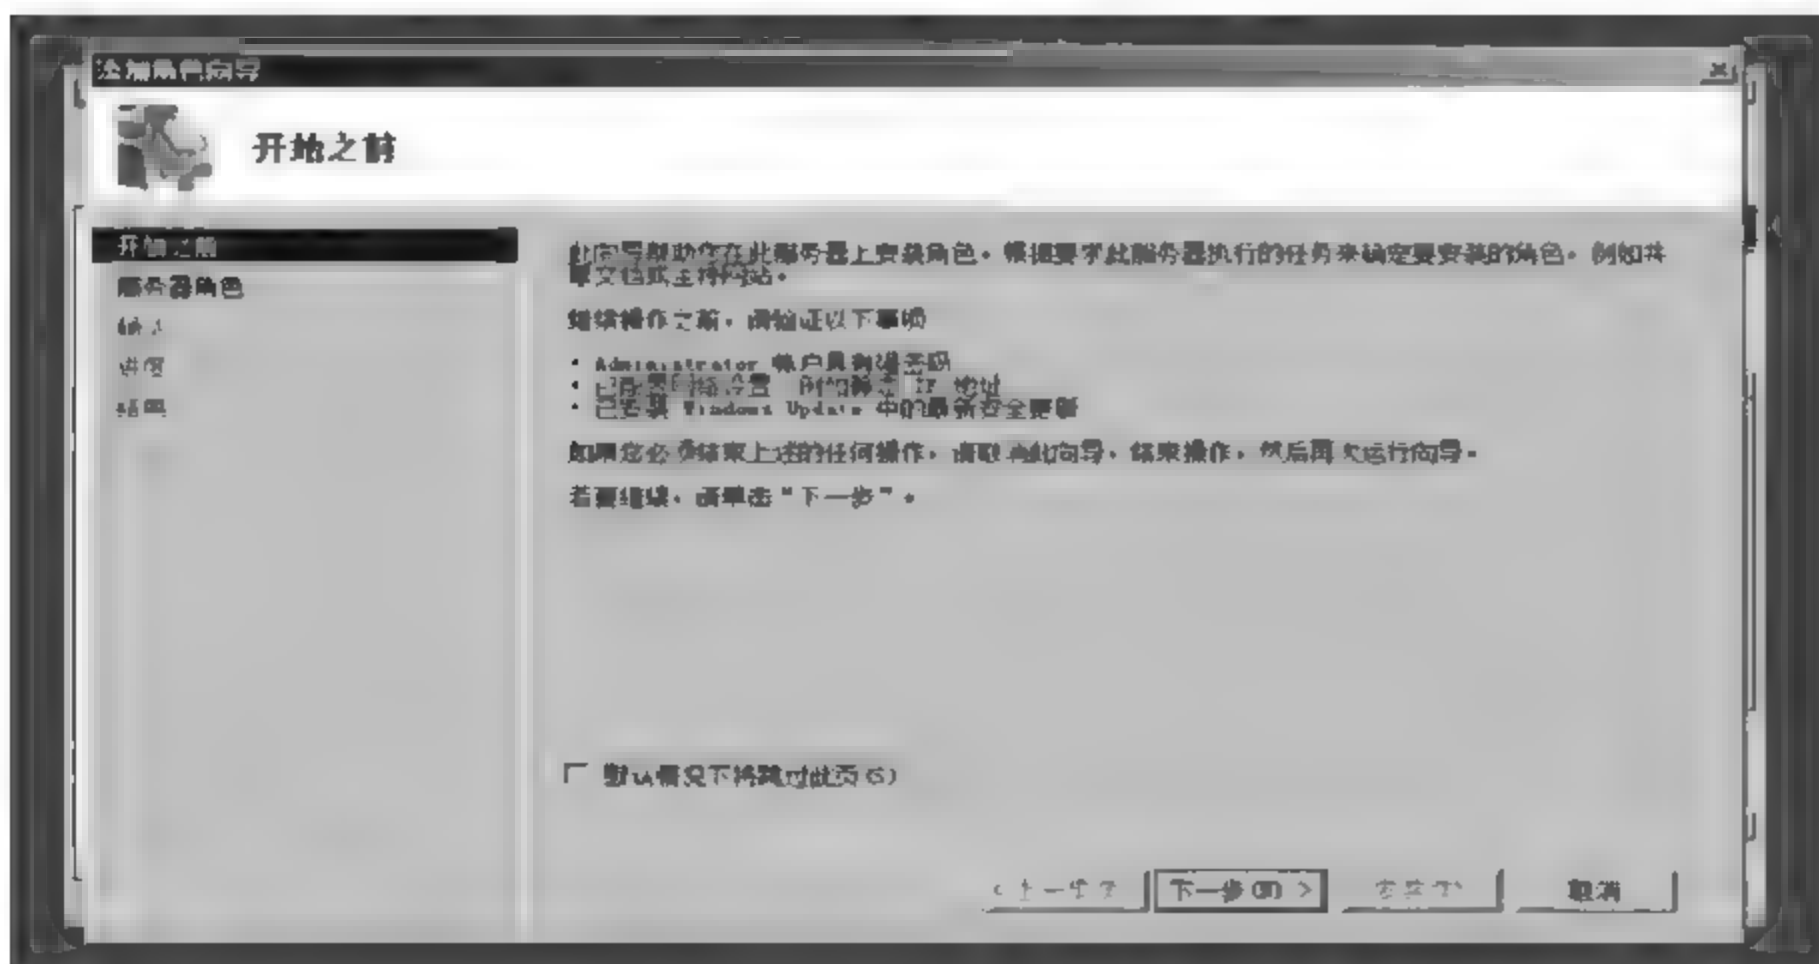 添加角色向导
开始之前
开始之前
服务器角色
确认
进度
结果
此向导帮助您在此服务器上安装角色。根据要求此服务器执行的任务来确定要安装的角色，例如共
享文档或主持网站。
继续操作之前，请验证以下事项
• Administrator 帐户具有强密码
• 已配置网络设置 例如静态 IP 地址
• 已安装 Windows Update 中的最新安全更新
如果您必须结束上述的任何操作，请取消此向导，结束操作，然后再次运行向导。
若要继续，请单击“下一步”。
默认情况下将跳过此页(S)
< 上一步(P)
下一步(N) >
安装(I)
取消